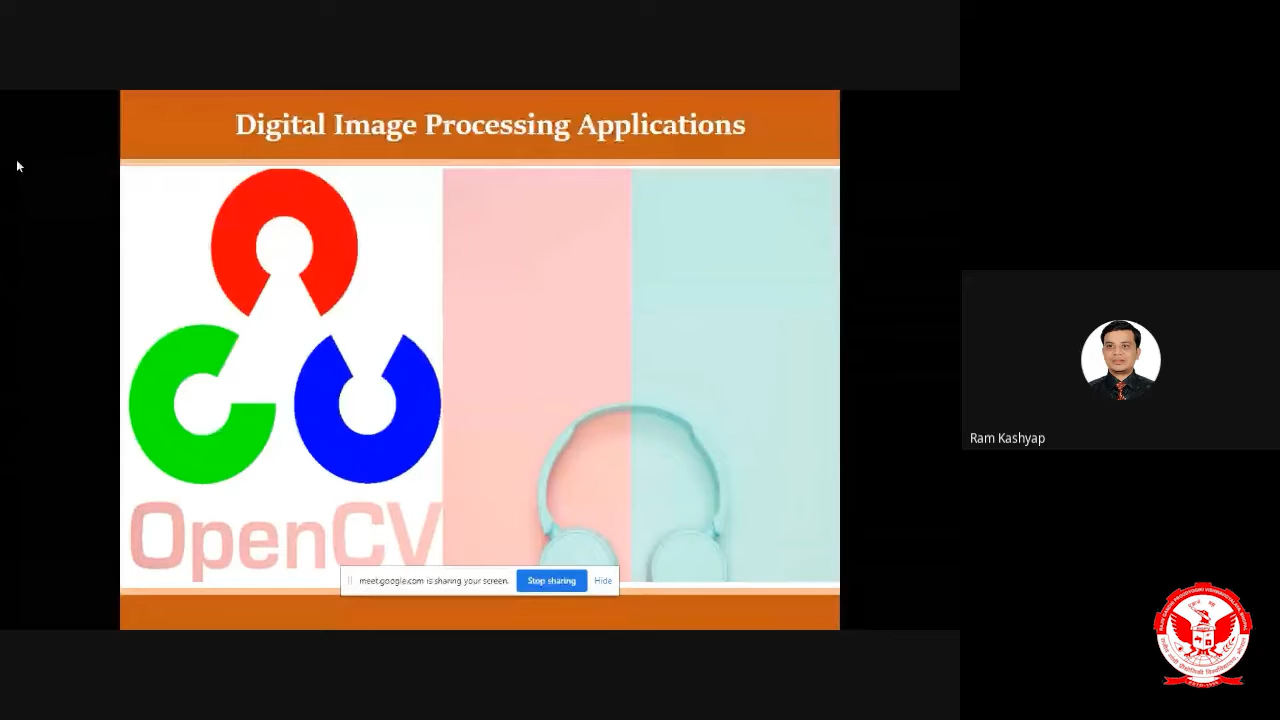 Digital Image Processing Applications
OpenCV
meet.google.com is sharing your screen.
Stop sharing
Hide
Ram Kashyap